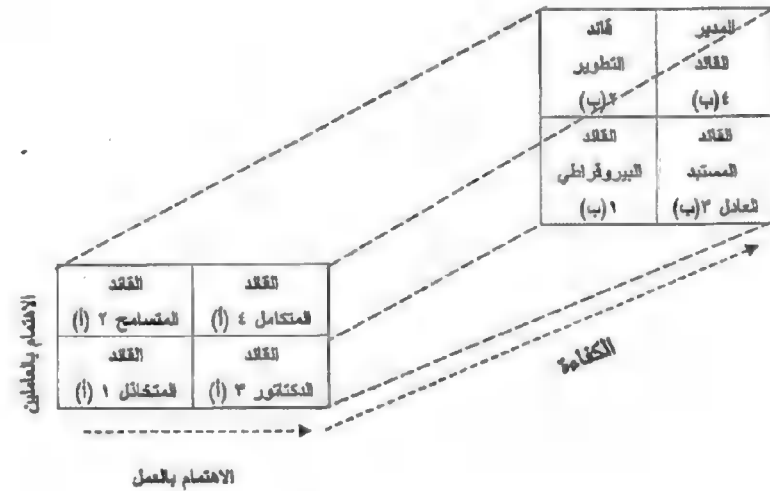 المدير
القائد
٤(ب)
قائد
التطوير
٢(ب)
القائد
المستبد
العادل ٣(ب)
القائد
البيروقراطي
١(ب)
القائد
المتكامل ٤ (أ)
القائد
المتسامح ٢ (أ)
القائد
الدكتاتور ٣ (أ)
القائد
المتخاذل ١ (أ)
الاهتمام بالعاملين
الكفاءة
الاهتمام بالعمل